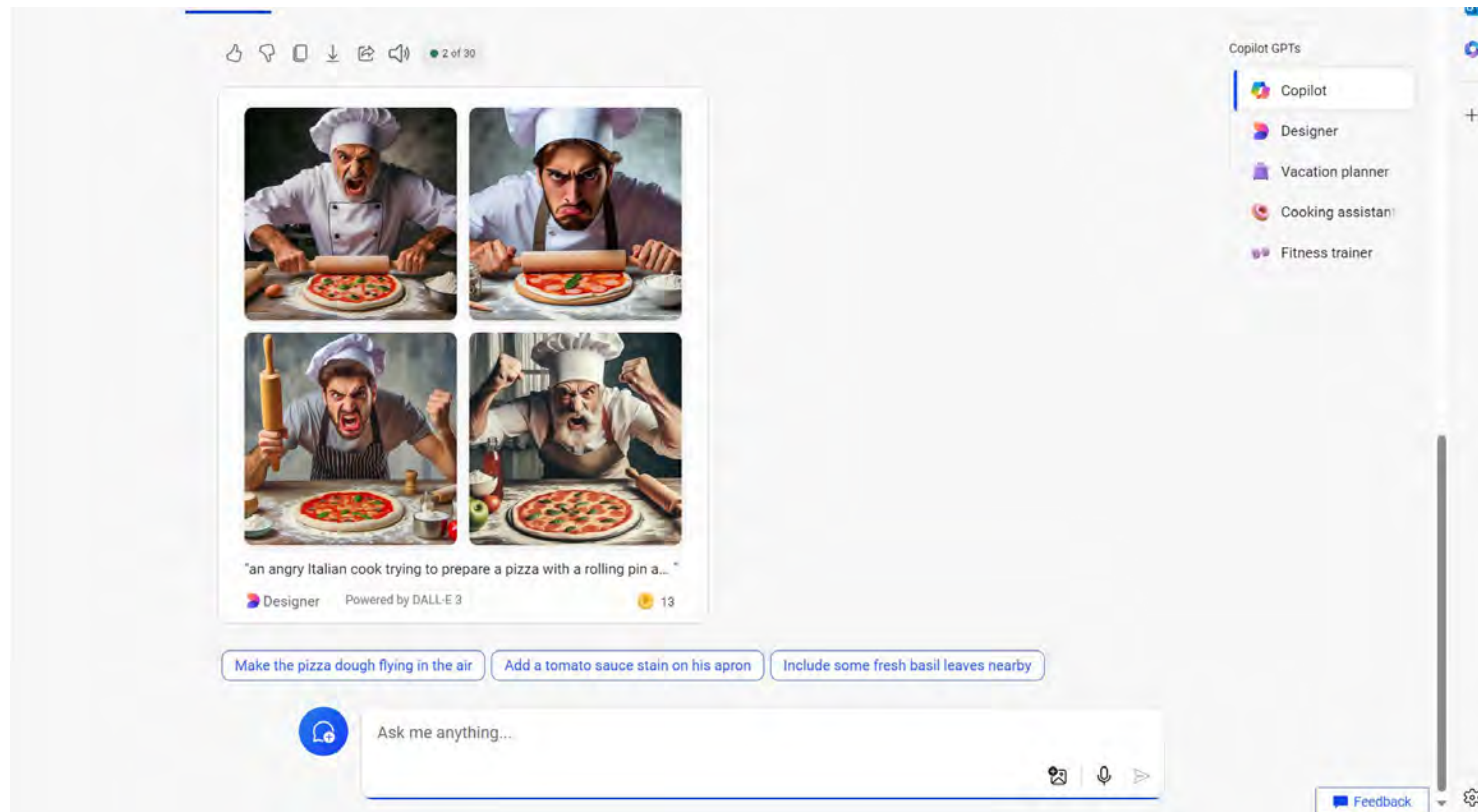 2 of 30
Copilot GPTs
Copilot
Designer
Vacation planner
Cooking assistan
Fitness trainer
"an angry Italian cook trying to prepare a pizza with a rolling pin a... "
Designer Powered by DALL·E 3 13
Make the pizza dough flying in the air
Add a tomato sauce stain on his apron
Include some fresh basil leaves nearby
Ask me anything...
Feedback